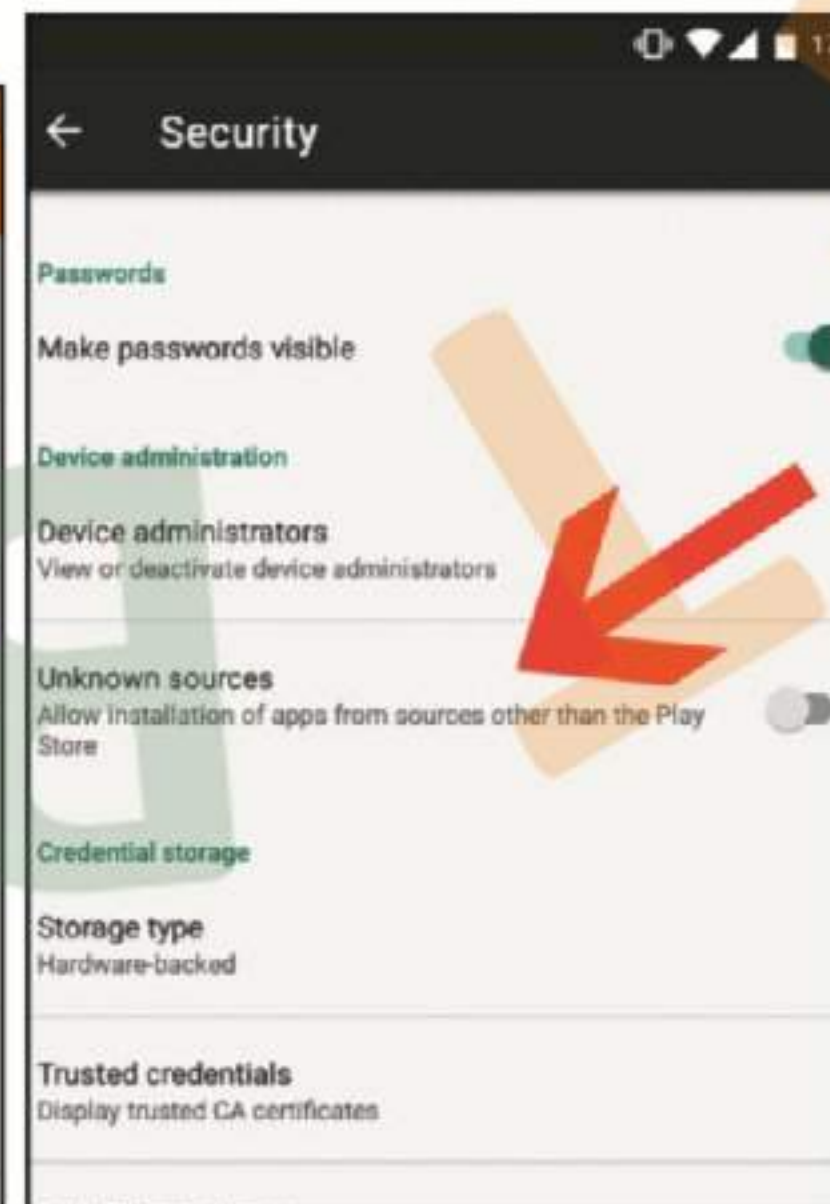 17
Security
Passwords
Make passwords visible
Device administration
Device administrators
View or deactivate device administrators
Unknown sources
Allow installation of apps from sources other than the Play
Store
Credential storage
Storage type
Hardware-backed
Trusted credentials
Display trusted CA certificates